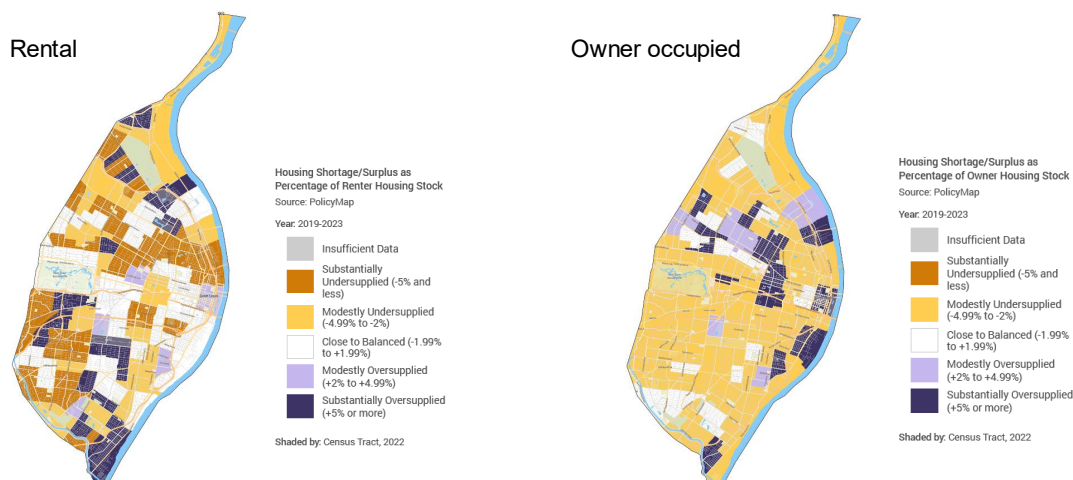 Rental
Housing Shortage/Surplus as
Percentage of Renter Housing Stock
Source: PolicyMap
Year: 2019-2023
Insufficient Data
Substantially
Undersupplied (-5% and
less)
Modestly Undersupplied
(-4.99% to -2%)
Close to Balanced (-1.99%
to +1.99%)
Modestly Oversupplied
(+2% to +4.99%)
Substantially Oversupplied
(+5% or more)
Shaded by: Census Tract, 2022
Owner occupied
Housing Shortage/Surplus as
Percentage of Owner Housing Stock
Source: PolicyMap
Year: 2019-2023
Insufficient Data
Substantially
Undersupplied (-5% and
less)
Modestly Undersupplied
(-4.99% to -2%)
Close to Balanced (-1.99%
to +1.99%)
Modestly Oversupplied
(+2% to +4.99%)
Substantially Oversupplied
(+5% or more)
Shaded by: Census Tract, 2022